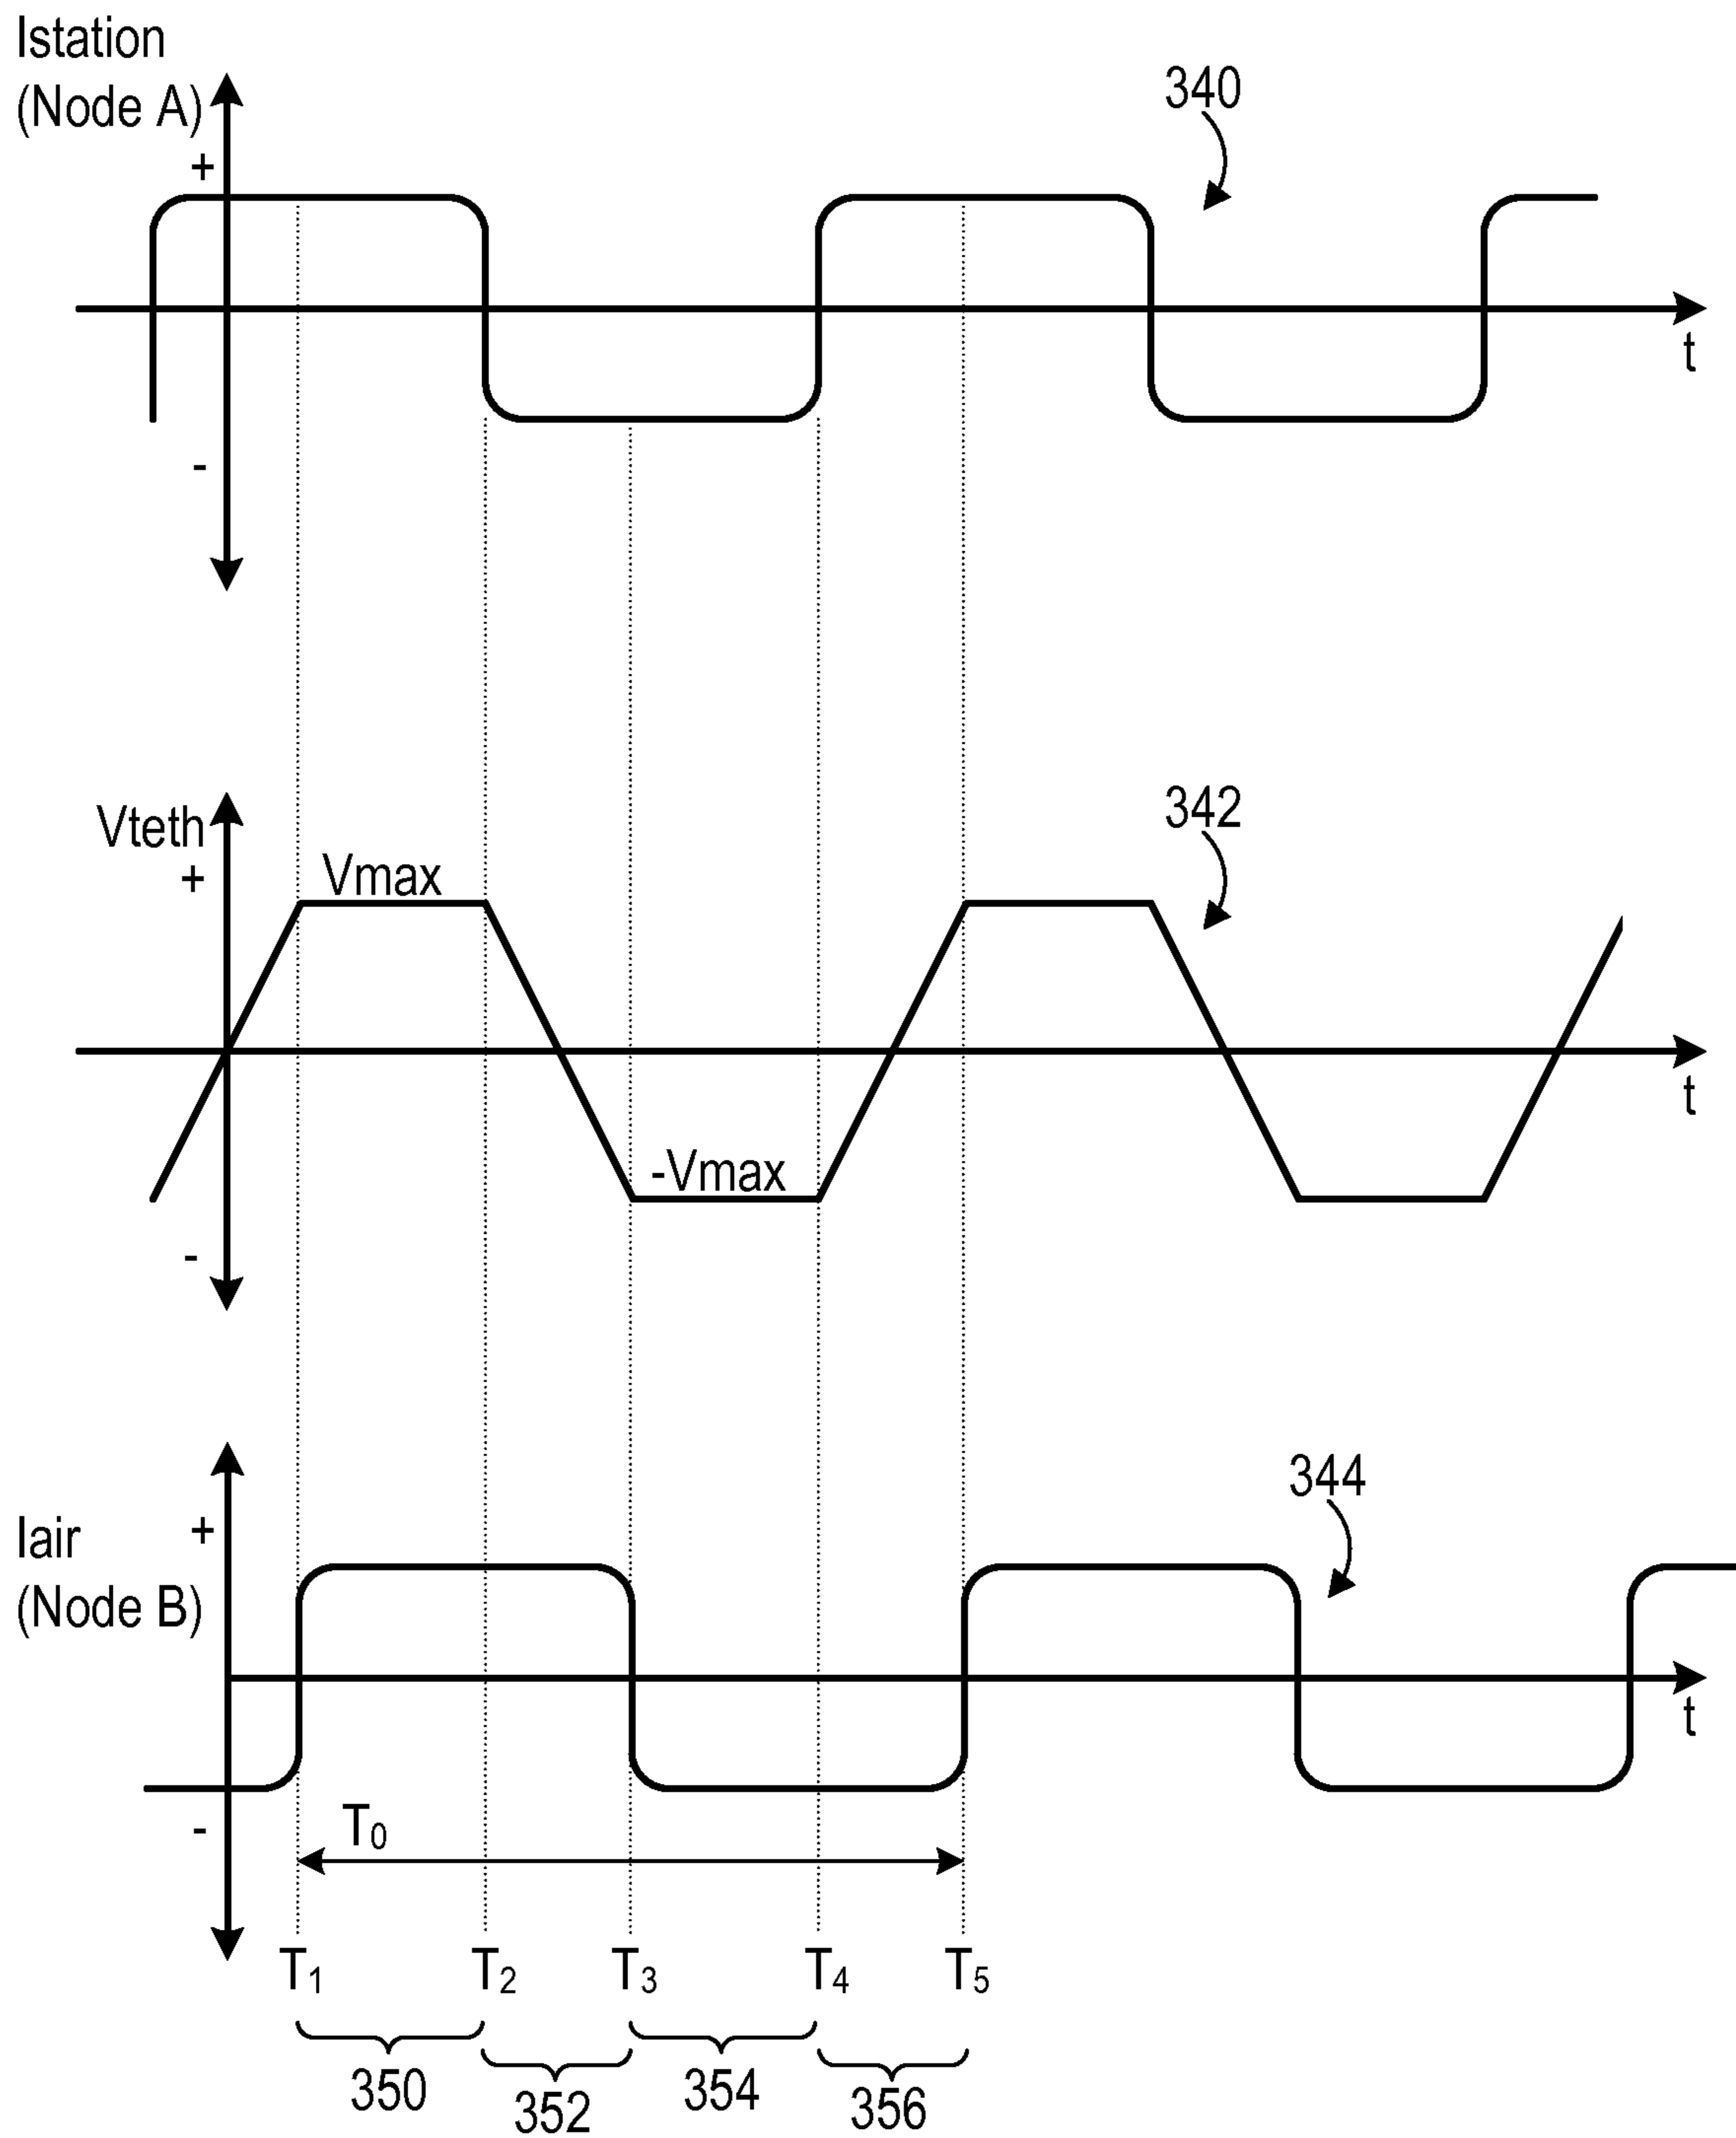 Istation
(Node A)
+
-
340
t
Vteth
+
Vmax
-Vmax
-
342
t
Iair
(Node B)
+
-
344
t
T0
T1 T2 T3 T4 T5
350 352 354 356